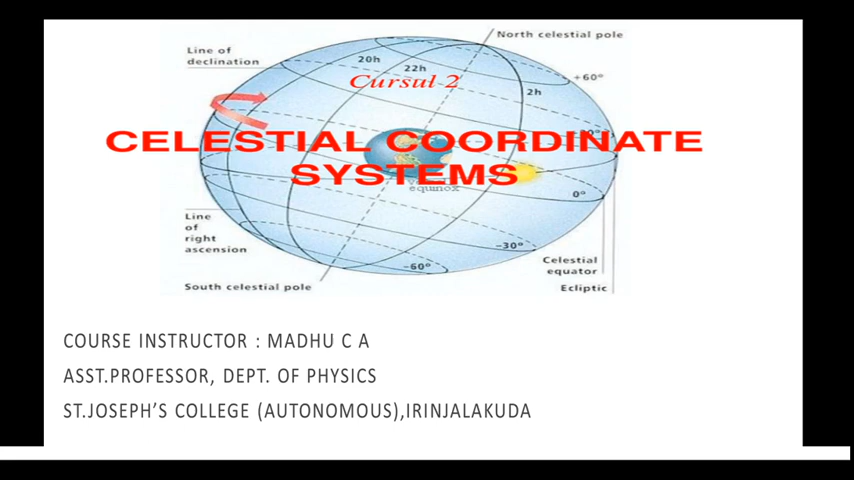 North celestial pole
Line of
declination
20h
22h
+60°
Cursal 2
2h
CELESTIAL COORDINATE
SYSTEMS
equinox
0°
Line
of
right
ascension
−30°
−60°
Celestial
equator
South celestial pole
Ecliptic
COURSE INSTRUCTOR : MADHU C A
ASST.PROFESSOR, DEPT. OF PHYSICS
ST.JOSEPH’S COLLEGE (AUTONOMOUS),IRINJALAKUDA